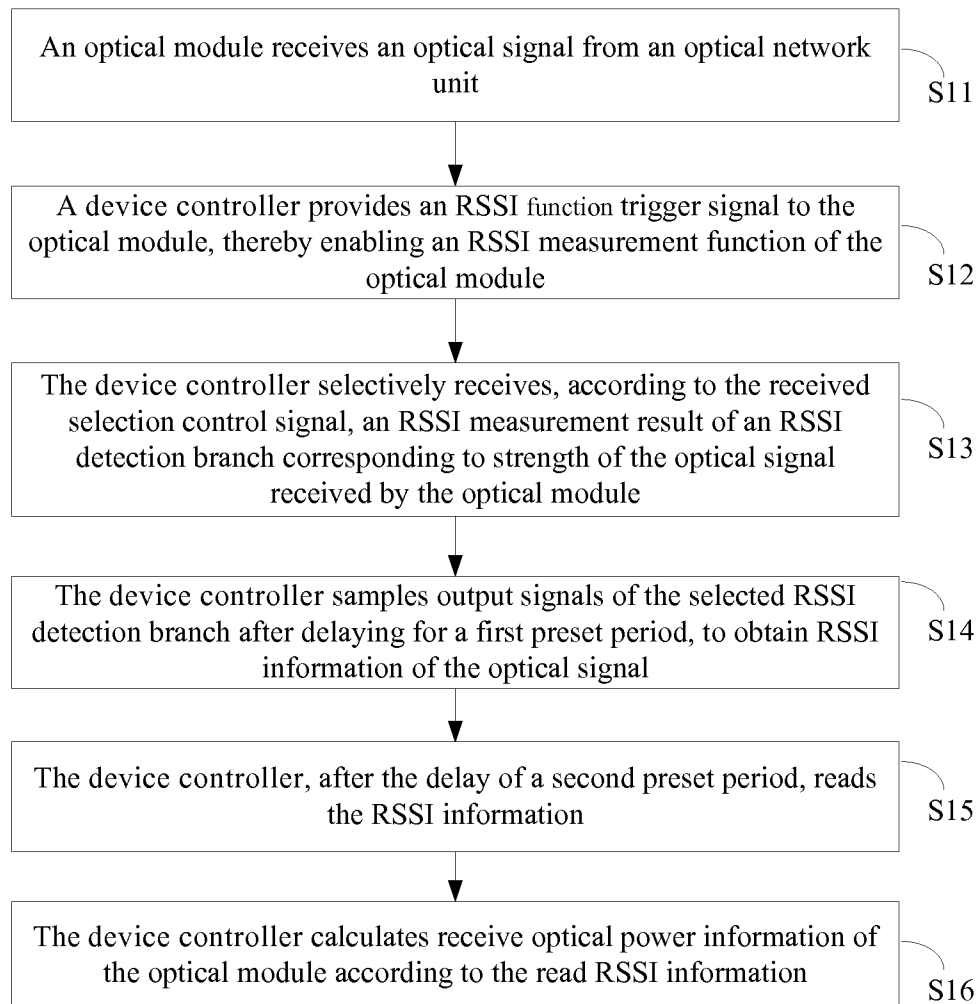 An optical module receives an optical signal from an optical network
unit
S11
A device controller provides an RSSI function trigger signal to the
optical module, thereby enabling an RSSI measurement function of the
optical module
S12
The device controller selectively receives, according to the received
selection control signal, an RSSI measurement result of an RSSI
detection branch corresponding to strength of the optical signal
received by the optical module
S13
The device controller samples output signals of the selected RSSI
detection branch after delaying for a first preset period, to obtain RSSI
information of the optical signal
S14
The device controller, after the delay of a second preset period, reads
the RSSI information
S15
The device controller calculates receive optical power information of
the optical module according to the read RSSI information
S16